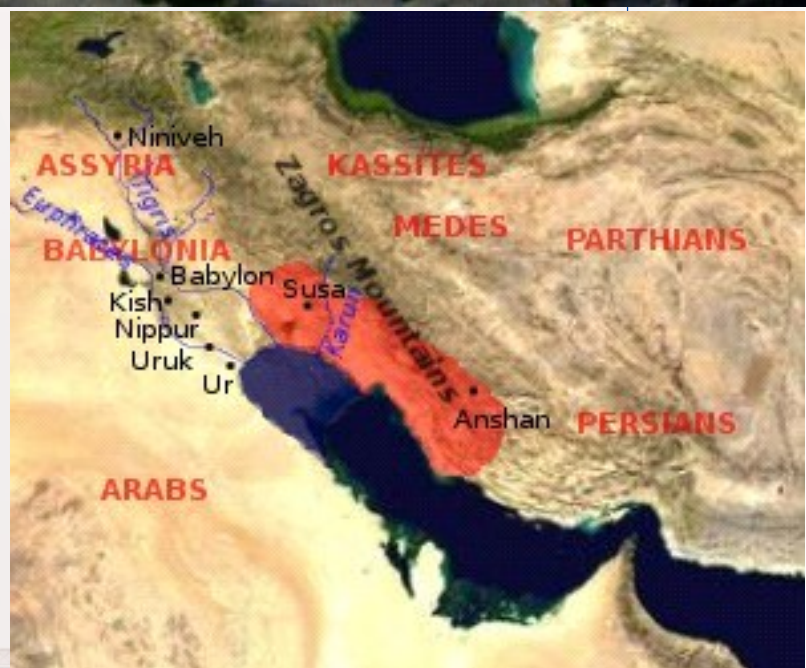 Niniveh
ASSYRIA
KASSITES
Tigris
Zagros Mountains
Euphrates
MEDES
PARTHIANS
BABYLONIA
Babylon
Susa
Kish
Karun
Nippur
Uruk
Ur
Anshan
PERSIANS
ARABS